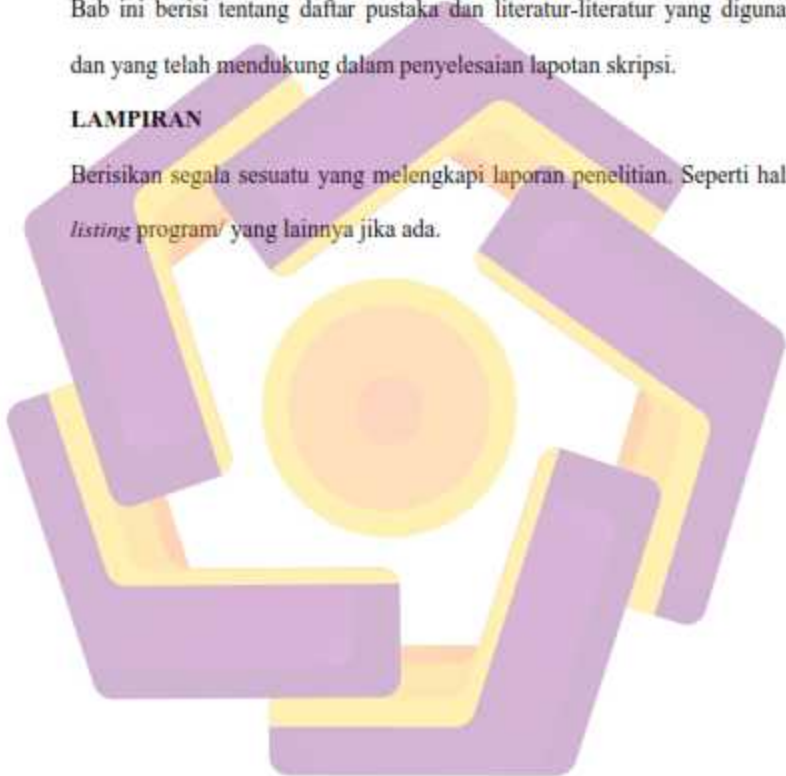 Bab ini berisi tentang daftar pustaka dan literatur-literatur yang diguna
dan yang telah mendukung dalam penyelesaian lapotan skripsi.
LAMPIRAN
Berisikan segala sesuatu yang melengkapi laporan penelitian. Seperti hal
listing program/ yang lainnya jika ada.